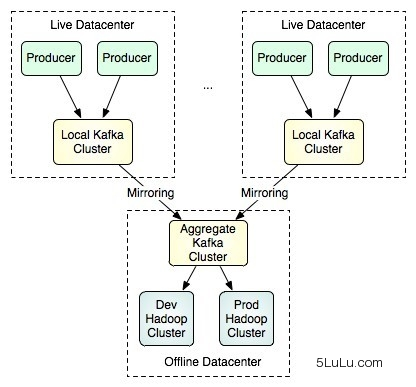 Live Datacenter
Producer
Producer
Local Kafka
Cluster
...
Live Datacenter
Producer
Producer
Local Kafka
Cluster
Mirroring
Mirroring
Aggregate
Kafka
Cluster
Dev
Hadoop
Cluster
Prod
Hadoop
Cluster
Offline Datacenter
5LuLu.com